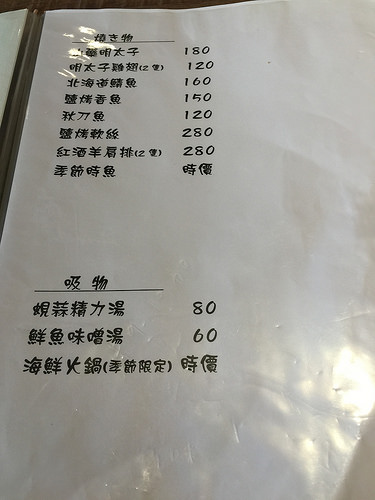 燒き物
山藥明太子 180
明太子雞翅(2隻) 120
北海道鯖魚 160
鹽烤香魚 150
秋刀魚 120
鹽烤軟絲 280
紅酒羊肩排(2隻) 280
季節時魚 時價
吸物
蜆蒜精力湯 80
鮮魚味噌湯 60
海鮮火鍋(季節限定) 時價